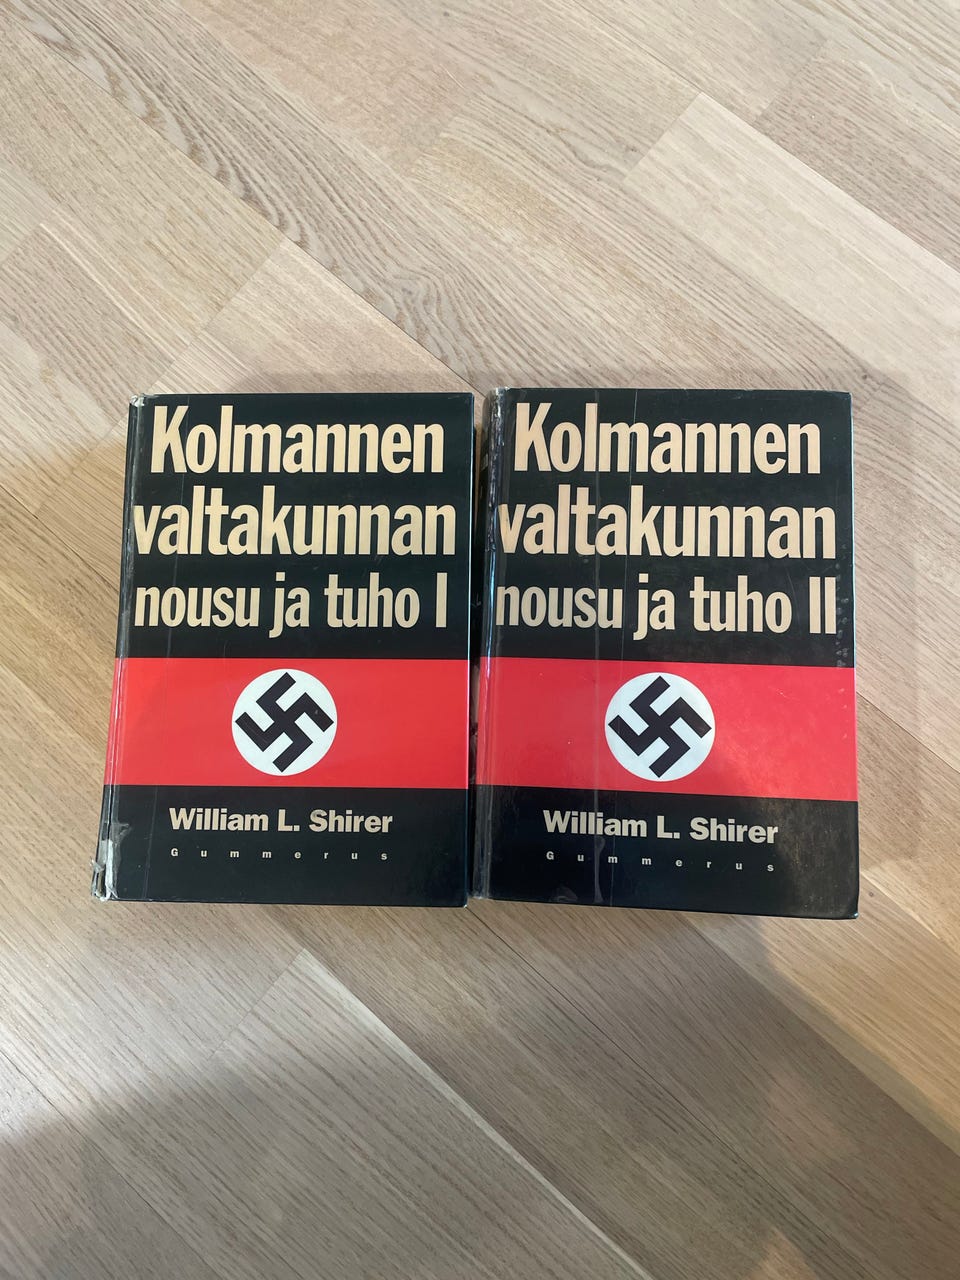 Kolmannen
valtakunnan
nousu ja tuho I
William L. Shirer
Gummerus
Kolmannen
valtakunnan
nousu ja tuho II
William L. Shirer
Gummerus